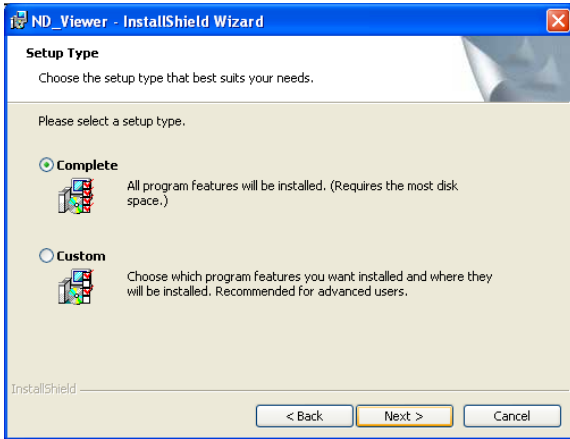 ND_Viewer - InstallShield Wizard
Setup Type
Choose the setup type that best suits your needs.
Please select a setup type.
Complete
All program features will be installed. (Requires the most disk
space.)
Custom
Choose which program features you want installed and where they
will be installed. Recommended for advanced users.
InstallShield
< Back Next > Cancel